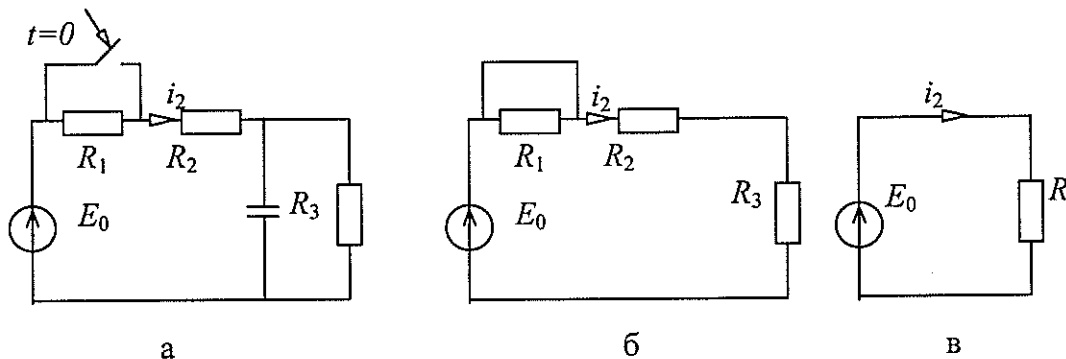 t=0
i₂
R₁ R₂
R₃
E₀
а
i₂
R₁ R₂
R₃
E₀
б
i₂
E₀
R
в